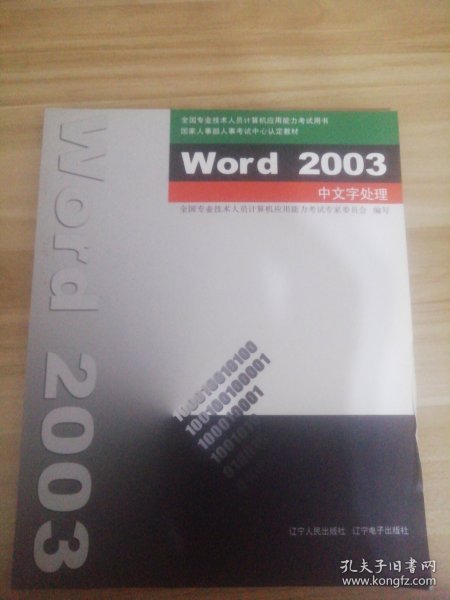 全国专业技术人员计算机应用能力考试用书
国家人事部人事考试中心认定教材
Word 2003
中文字处理
全国专业技术人员计算机应用能力考试专家委员会 编写
Word 2003
100010010100
100100100001
100010001
辽宁人民出版社 辽宁电子出版社
孔夫子旧书网
www.kongfz.com